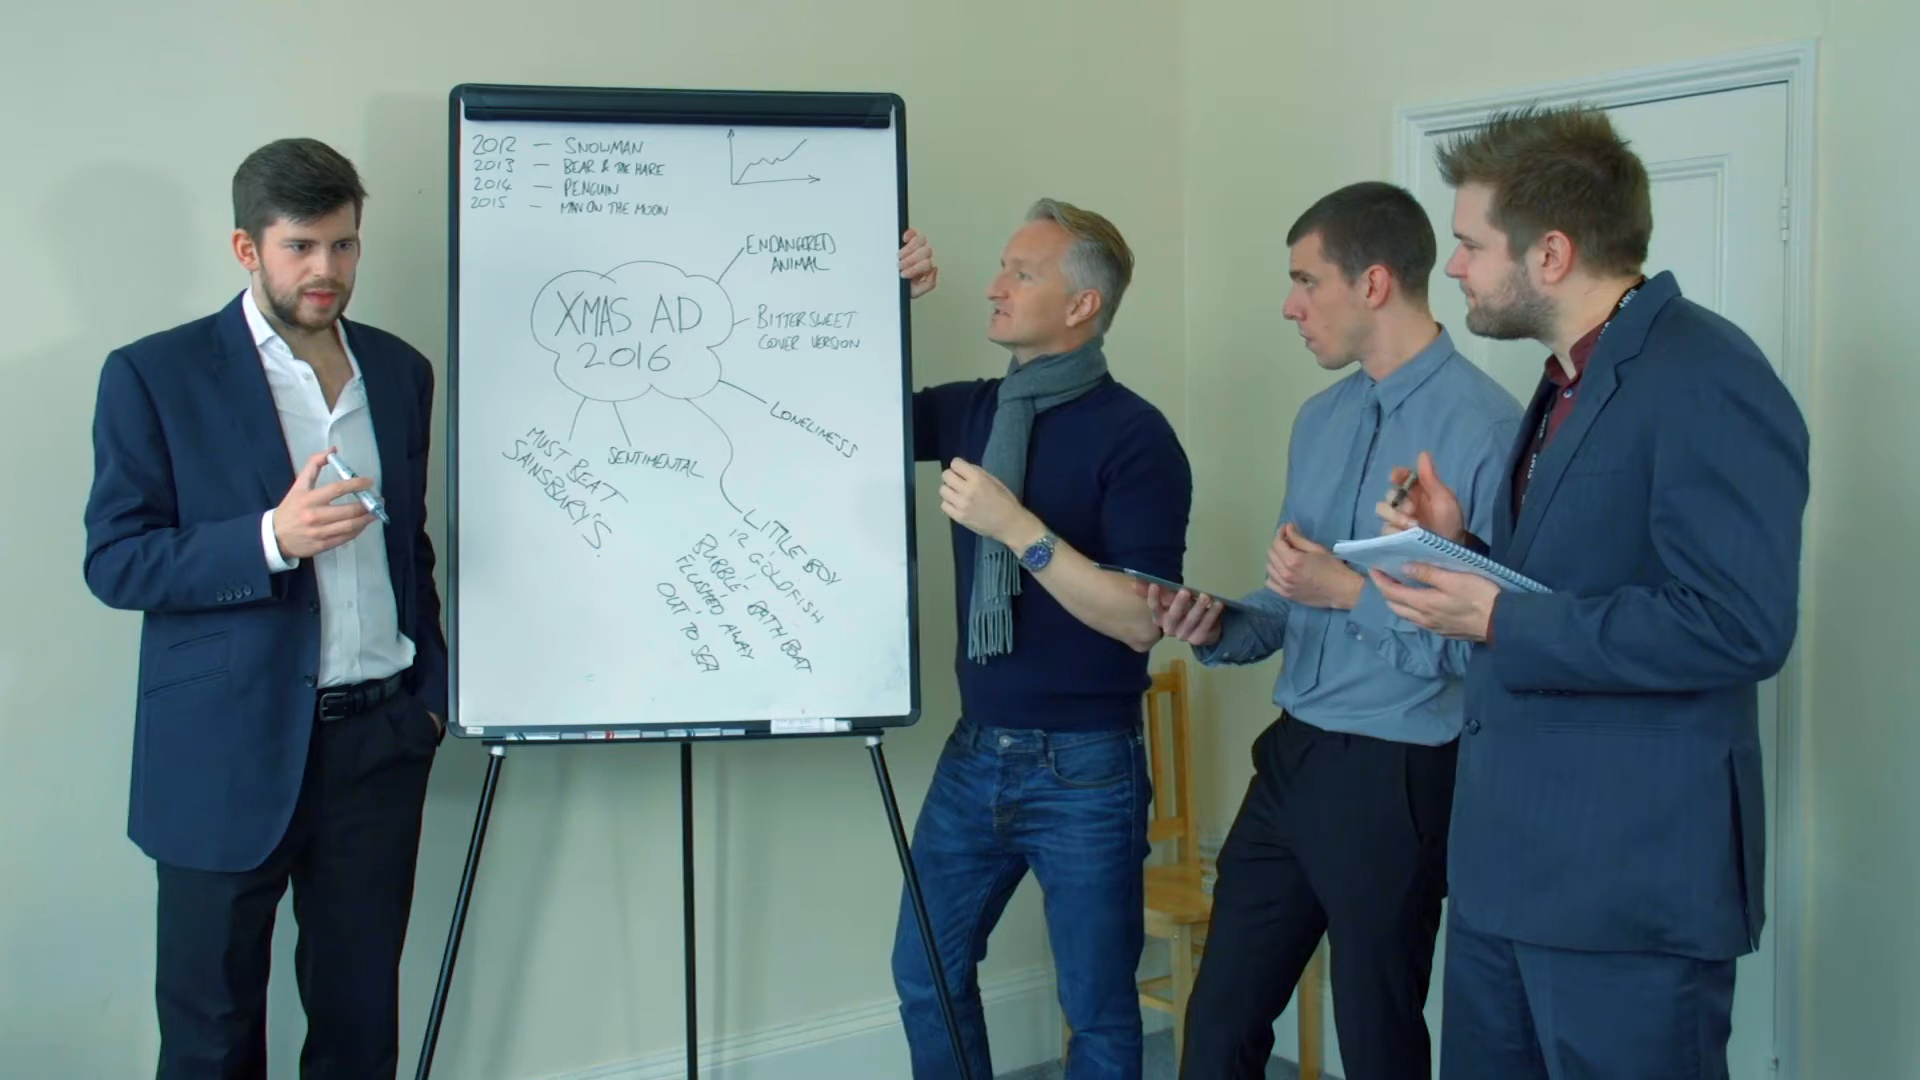 2012 — SNOWMAN
2013 — BEAR & THE HARE
2014 — PENGUIN
2015 — MAN ON THE MOON
ENDANGERED
ANIMAL
XMAS AD
2016
BITTERSWEET
COVER VERSION
LONELINESS
MUST BEAT
SAINSBURY'S.
SENTIMENTAL
LITTLE BOY
GOLDFISH
'BUBBLE' BATH BOAT
FLUSHED AWAY
OUT TO SEA
STAFF